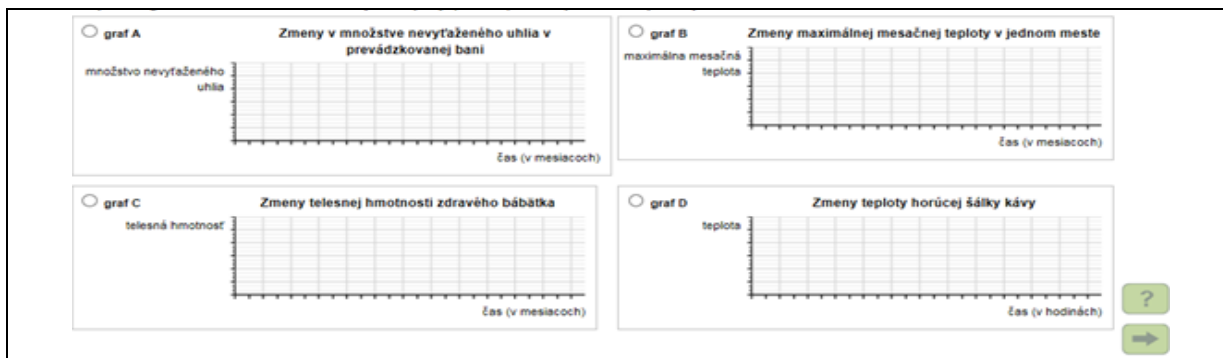 graf A
Zmeny v množstve nevyťaženého uhlia v
prevádzkovanej bani
množstvo nevyťaženého
uhlia
čas (v mesiacoch)
graf B
Zmeny maximálnej mesačnej teploty v jednom meste
maximálna mesačná
teplota
čas (v mesiacoch)
graf C
Zmeny telesnej hmotnosti zdravého bábätka
telesná hmotnosť
čas (v mesiacoch)
graf D
Zmeny teploty horúcej šálky kávy
teplota
čas (v hodinách)
?